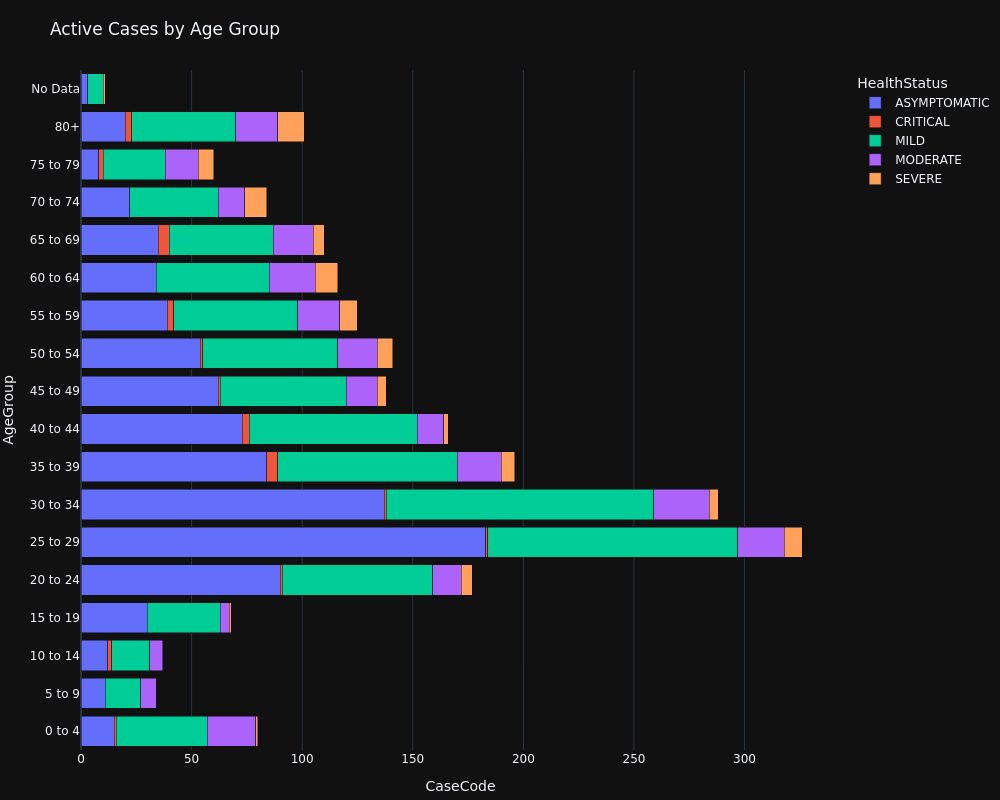 Active Cases by Age Group
HealthStatus
ASYMPTOMATIC
CRITICAL
MILD
MODERATE
SEVERE
AgeGroup
No Data
80+
75 to 79
70 to 74
65 to 69
60 to 64
55 to 59
50 to 54
45 to 49
40 to 44
35 to 39
30 to 34
25 to 29
20 to 24
15 to 19
10 to 14
5 to 9
0 to 4
0 50 100 150 200 250 300
CaseCode